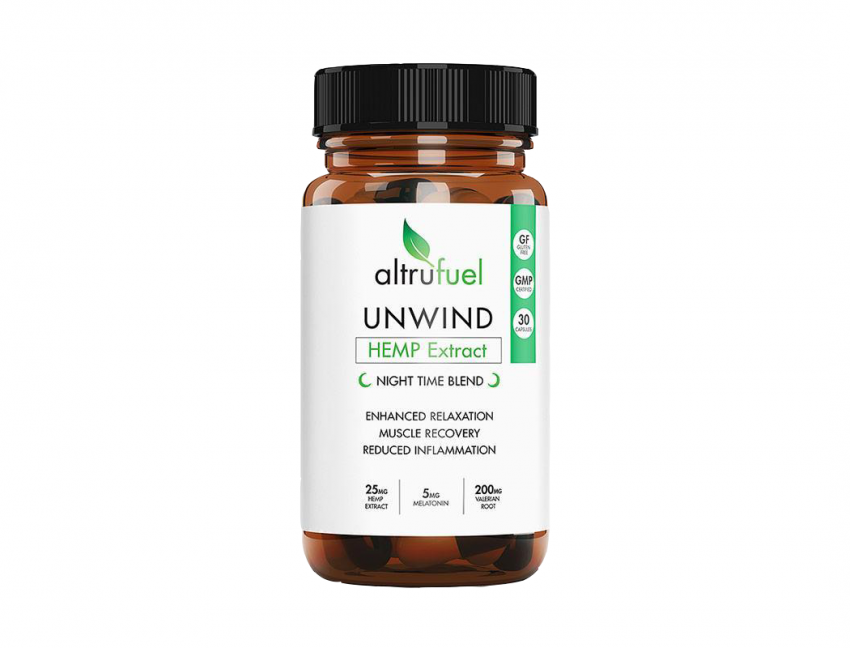 altrufuel
UNWIND
HEMP Extract
NIGHT TIME BLEND
ENHANCED RELAXATION
MUSCLE RECOVERY
REDUCED INFLAMMATION
25MG
HEMP
EXTRACT
5MG
MELATONIN
200MG
VALERIAN
ROOT
GF
GLUTEN
FREE
GMP
CERTIFIED
30
CAPSULES